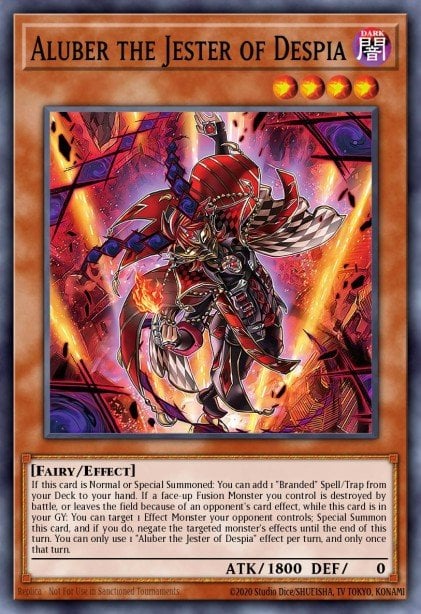 ALUBER THE JESTER OF DESPIA
DARK
闇
[FAIRY/EFFECT]
If this card is Normal or Special Summoned: You can add 1 "Branded" Spell/Trap from
your Deck to your hand. If a face-up Fusion Monster you control is destroyed by
battle, or leaves the field because of an opponent's card effect, while this card is in
your GY: You can target 1 Effect Monster your opponent controls; Special Summon
this card, and if you do, negate the targeted monster's effects until the end of this
turn. You can only use 1 "Aluber the Jester of Despia" effect per turn, and only once
that turn.
ATK/1800 DEF/ 0
Replica - Not For Use in Sanctioned Tournaments
©2020 Studio Dice/SHUEISHA, TV TOKYO, KONAMI